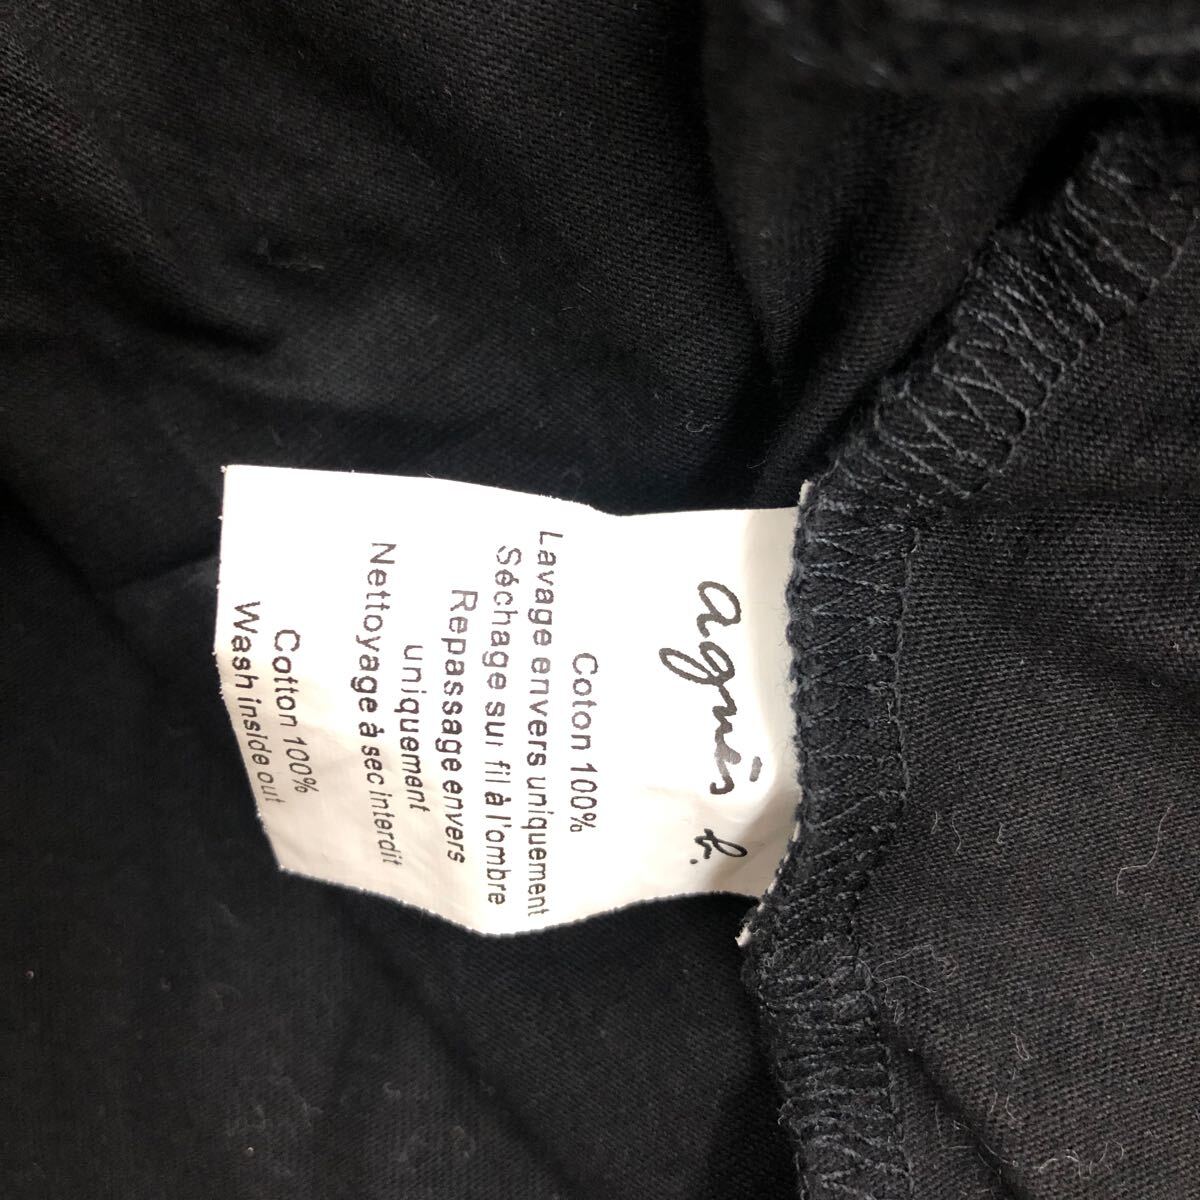 agnès b.
Coton 100%
Lavage envers uniquement
Séchage sur fil à l'ombre
Repassage envers
uniquement
Nettoyage à sec interdit
Cotton 100%
Wash inside out